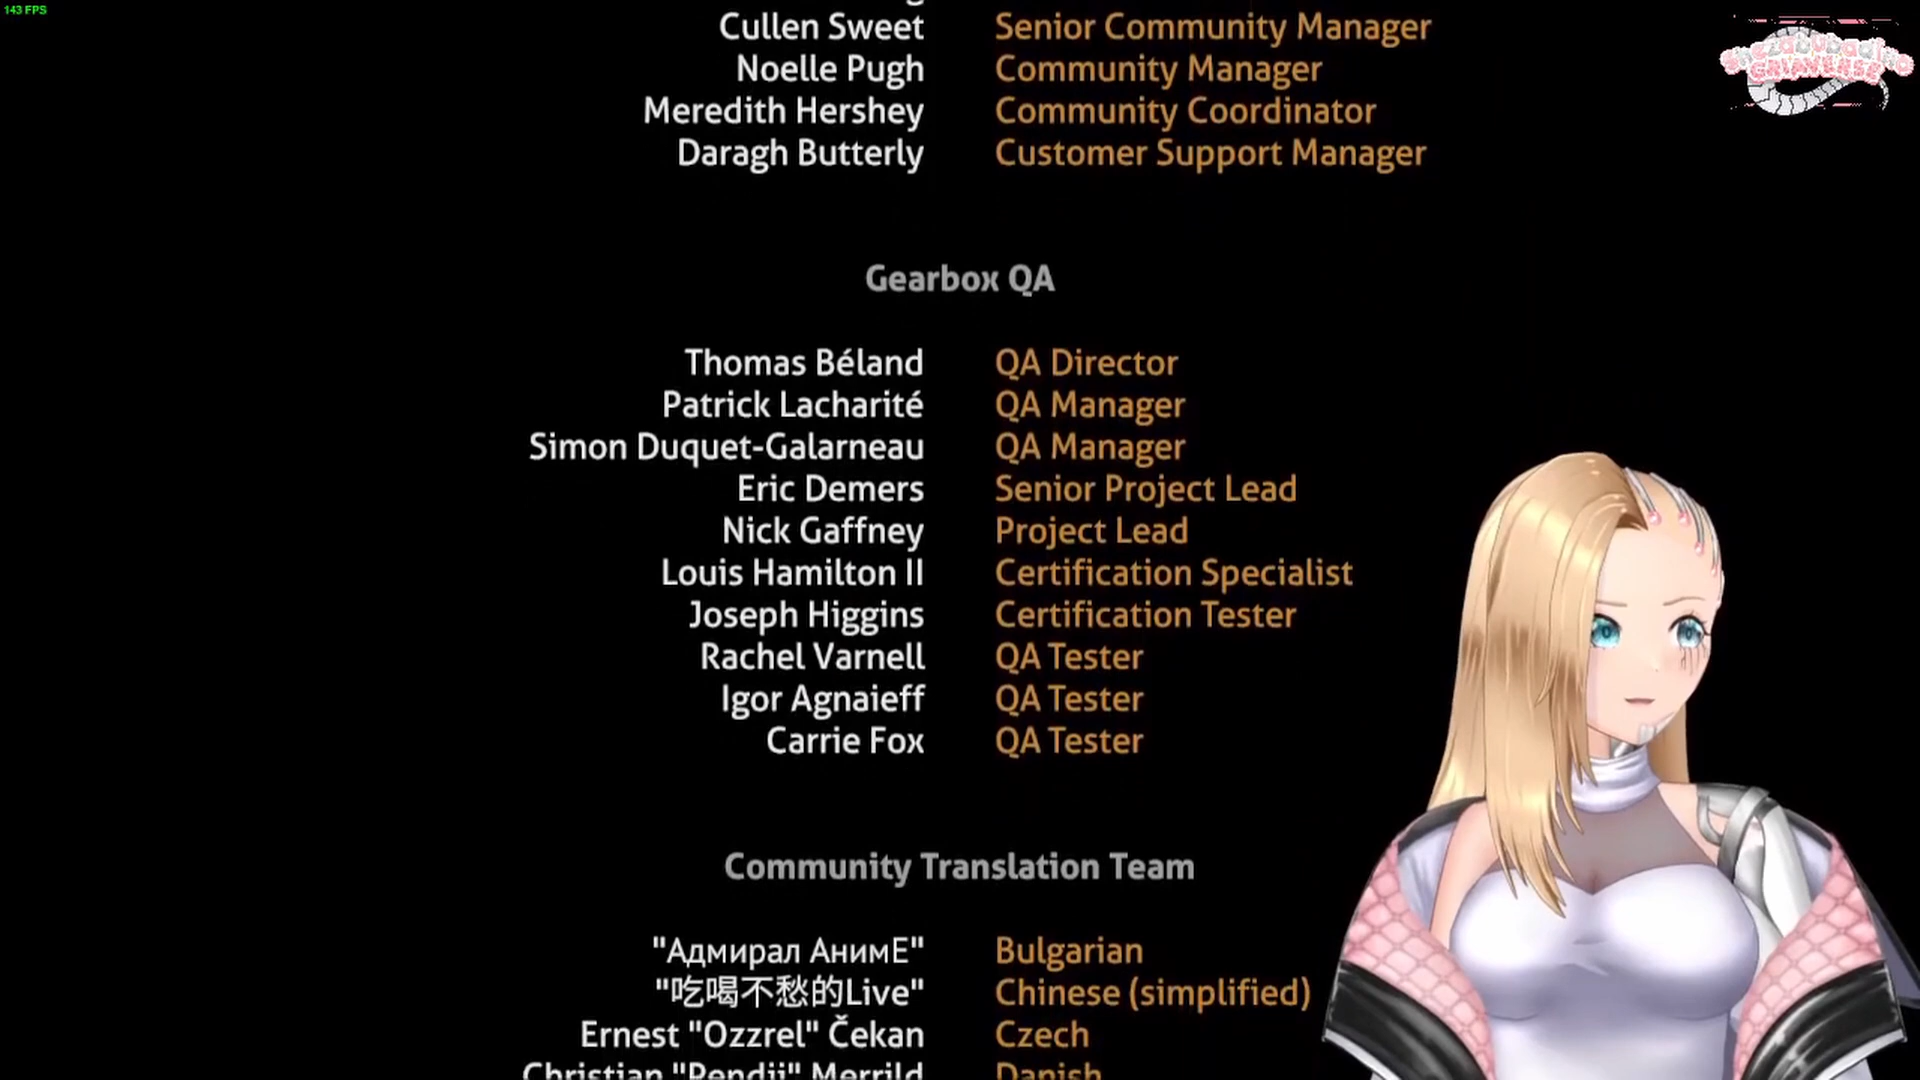 143 FPS
Cullen Sweet Senior Community Manager
Noelle Pugh Community Manager
Meredith Hershey Community Coordinator
Daragh Butterly Customer Support Manager
Gearbox QA
Thomas Béland QA Director
Patrick Lacharité QA Manager
Simon Duquet-Galarneau QA Manager
Eric Demers Senior Project Lead
Nick Gaffney Project Lead
Louis Hamilton II Certification Specialist
Joseph Higgins Certification Tester
Rachel Varnell QA Tester
Igor Agnaieff QA Tester
Carrie Fox QA Tester
Community Translation Team
"Адмирал АнимЕ" Bulgarian
"吃喝不愁的Live" Chinese (simplified)
Ernest "Ozzrel" Čekan Czech
Christian "Rendji" Merrild Danish